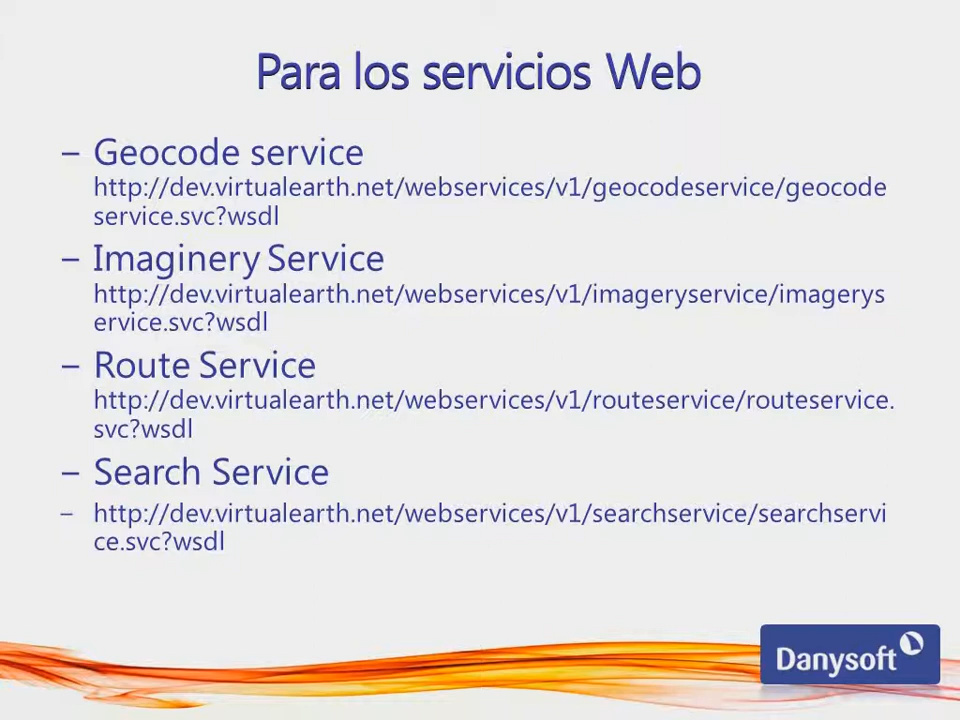 Para los servicios Web
– Geocode service
http://dev.virtualearth.net/webservices/v1/geocodeservice/geocode
service.svc?wsdl
– Imaginery Service
http://dev.virtualearth.net/webservices/v1/imageryservice/imagerys
ervice.svc?wsdl
– Route Service
http://dev.virtualearth.net/webservices/v1/routeservice/routeservice.
svc?wsdl
– Search Service
– http://dev.virtualearth.net/webservices/v1/searchservice/searchservi
ce.svc?wsdl
Danysoft